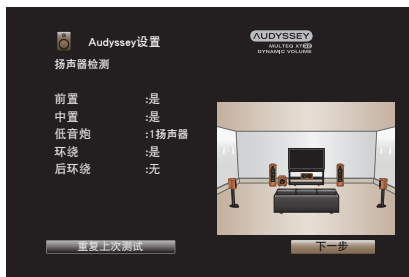 Audyssey设置
AUDYSSEY
MULTEQ XT32
DYNAMIC VOLUME
扬声器检测
前置 :是
中置 :是
低音炮 :1扬声器
环绕 :是
后环绕 :无
重复上次测试
下一步